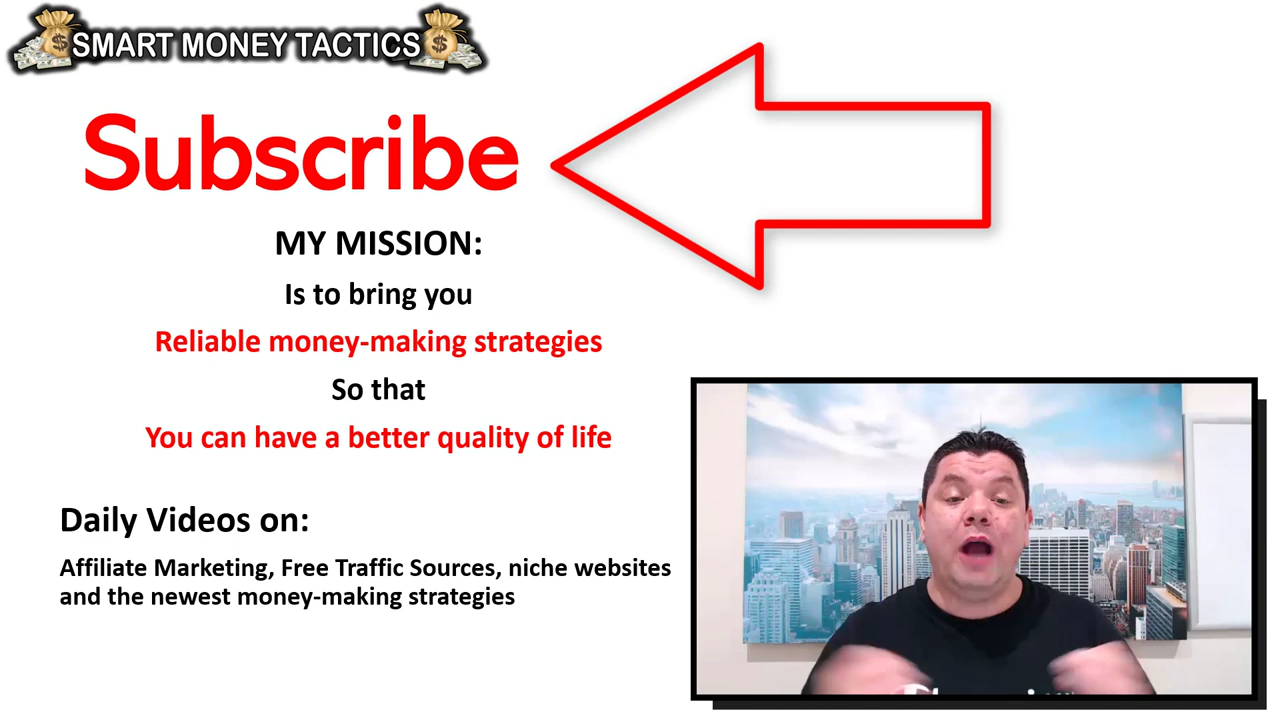 SMART MONEY TACTICS
Subscribe
MY MISSION:
Is to bring you
Reliable money-making strategies
So that
You can have a better quality of life
Daily Videos on:
Affiliate Marketing, Free Traffic Sources, niche websites
and the newest money-making strategies